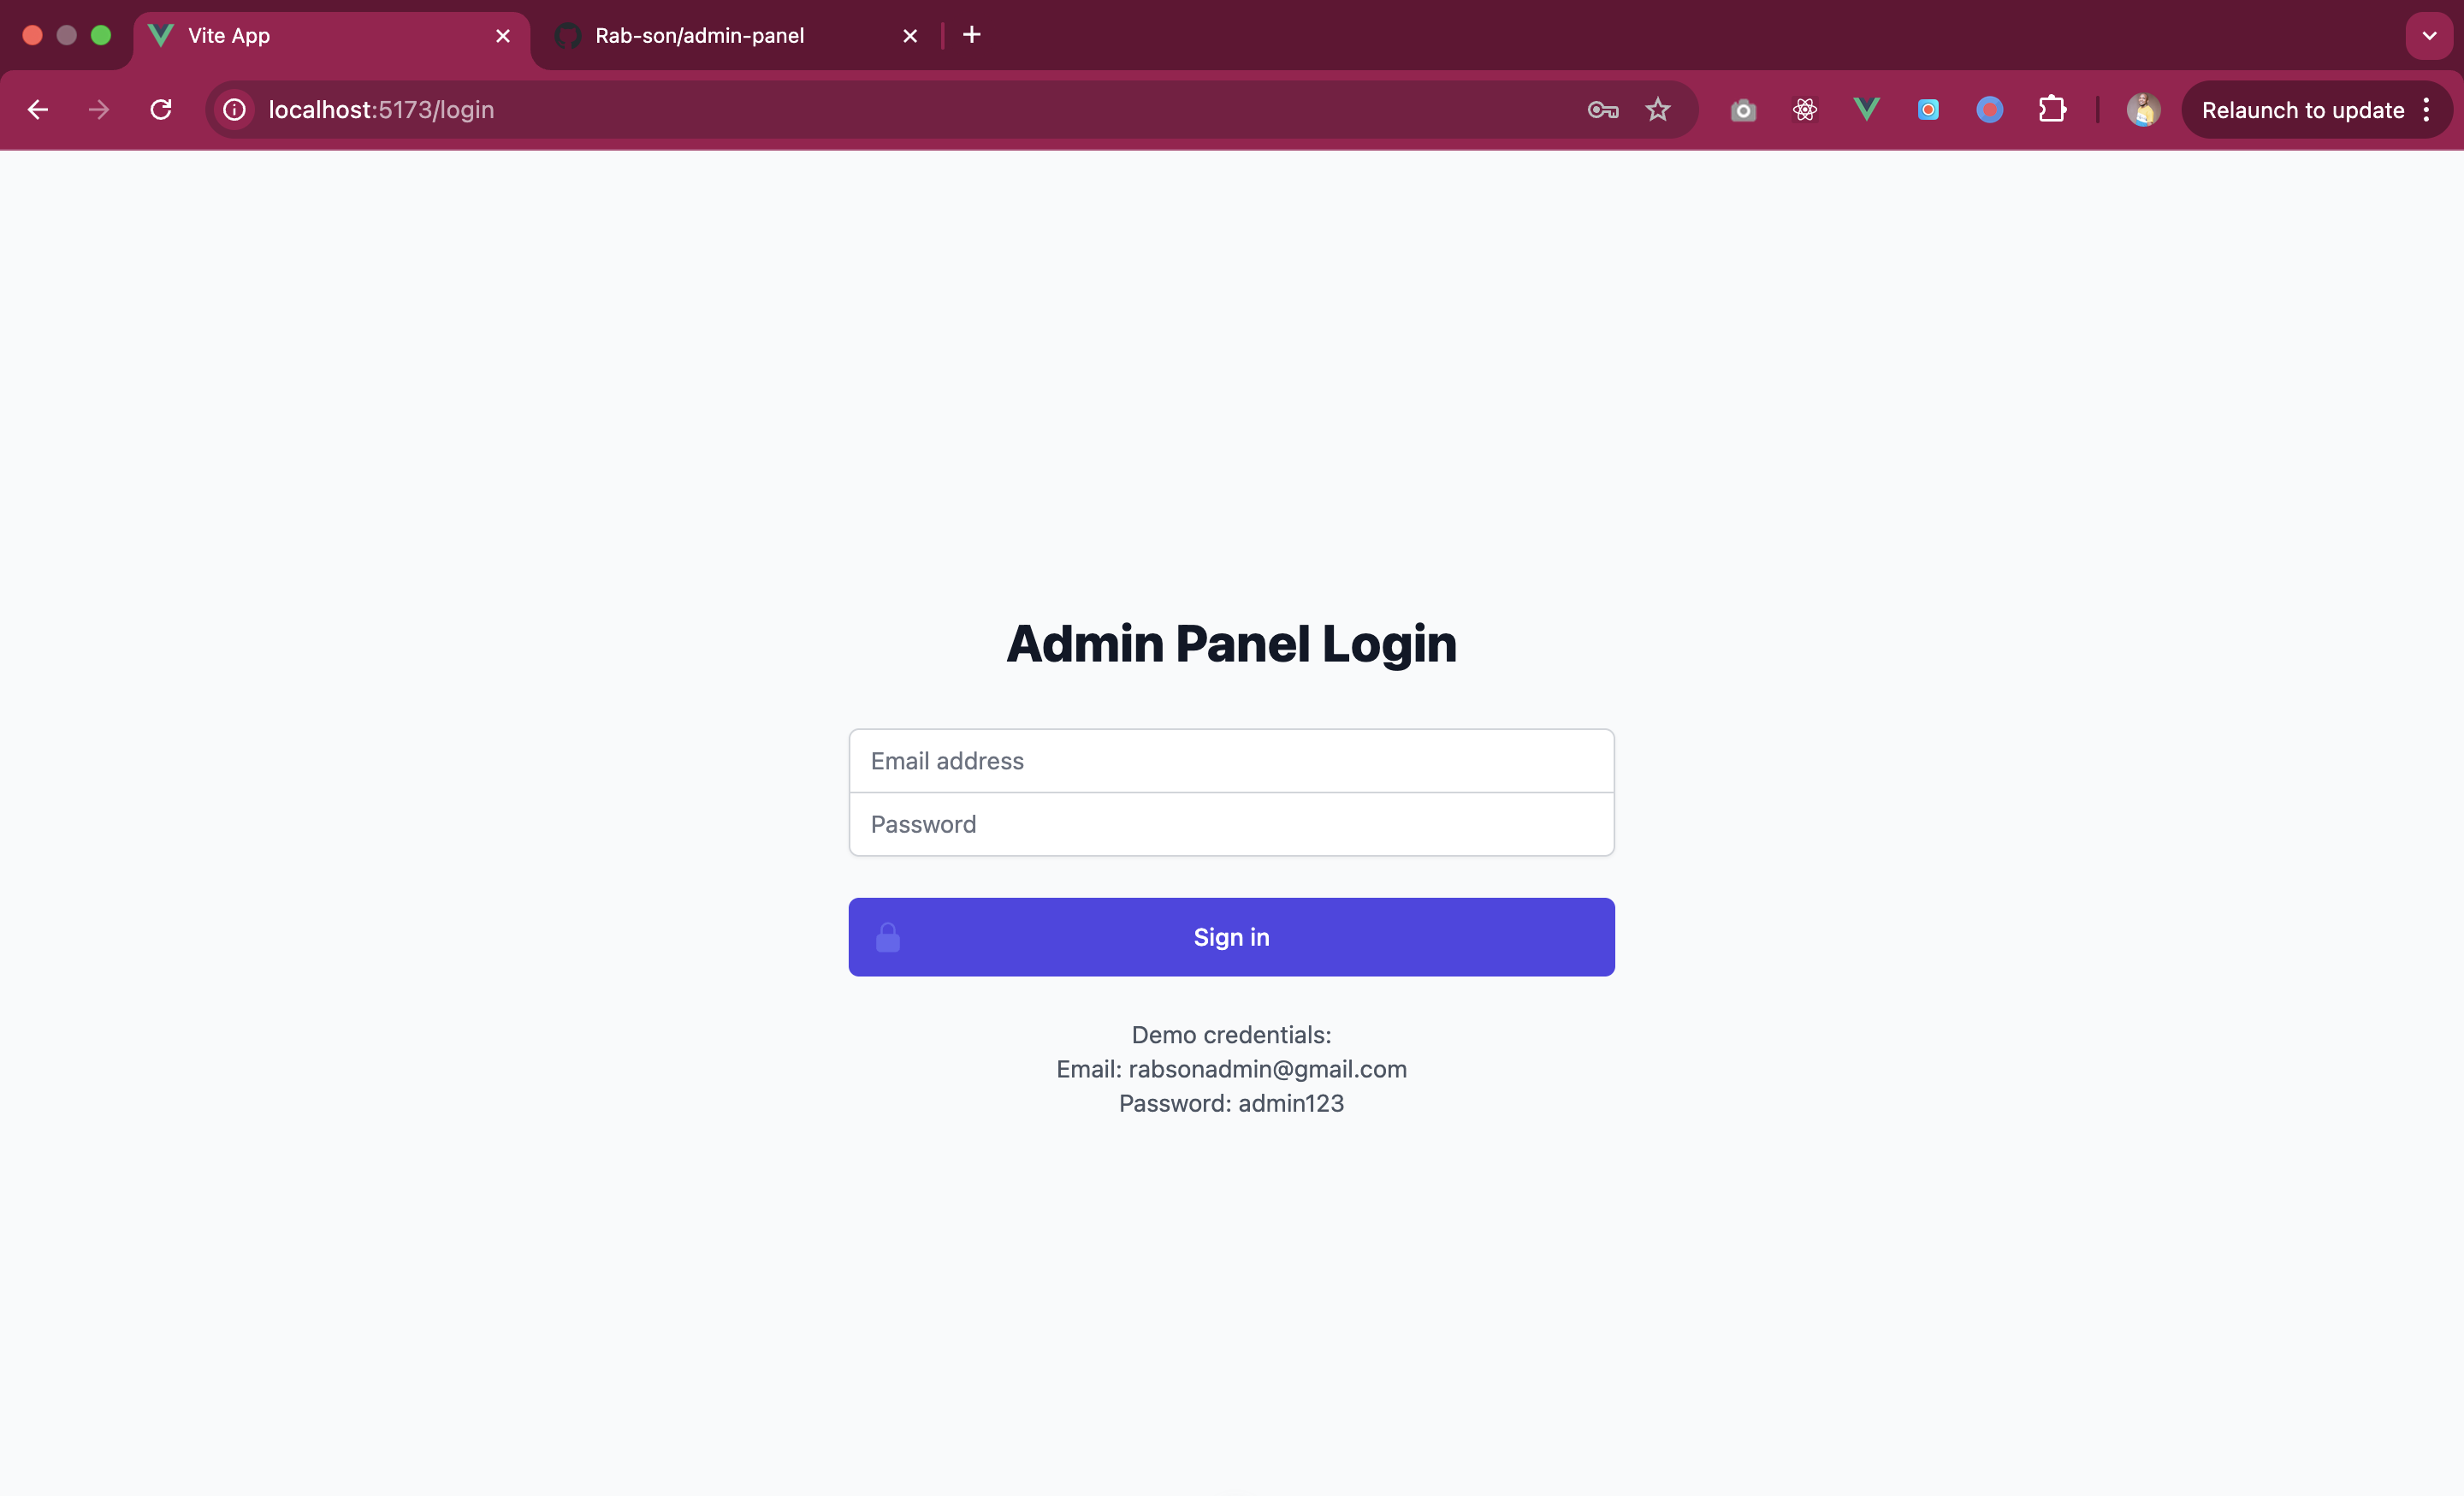 Vite App
Rab-son/admin-panel
localhost:5173/login
Relaunch to update
Admin Panel Login
Email address
Password
Sign in
Demo credentials:
Email: rabsonadmin@gmail.com
Password: admin123